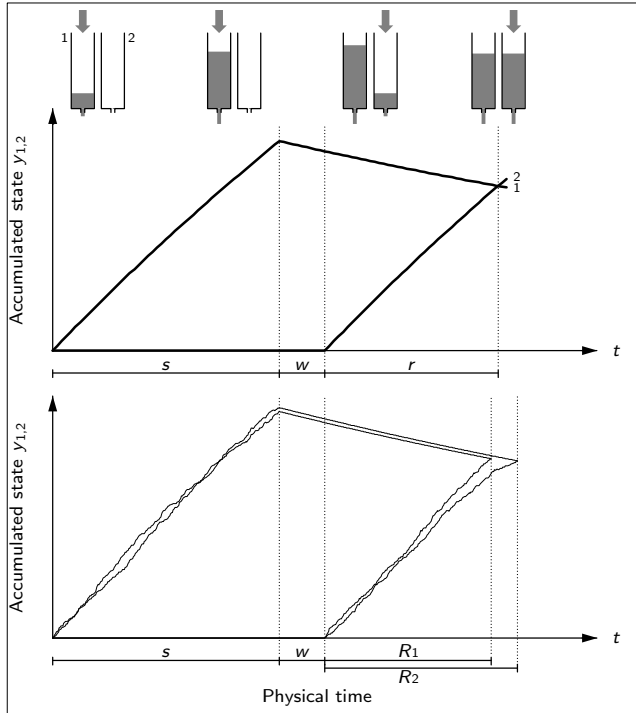 1 2
Accumulated state y1,2
2
1
t
s w r
Accumulated state y1,2
t
s w R1
R2
Physical time